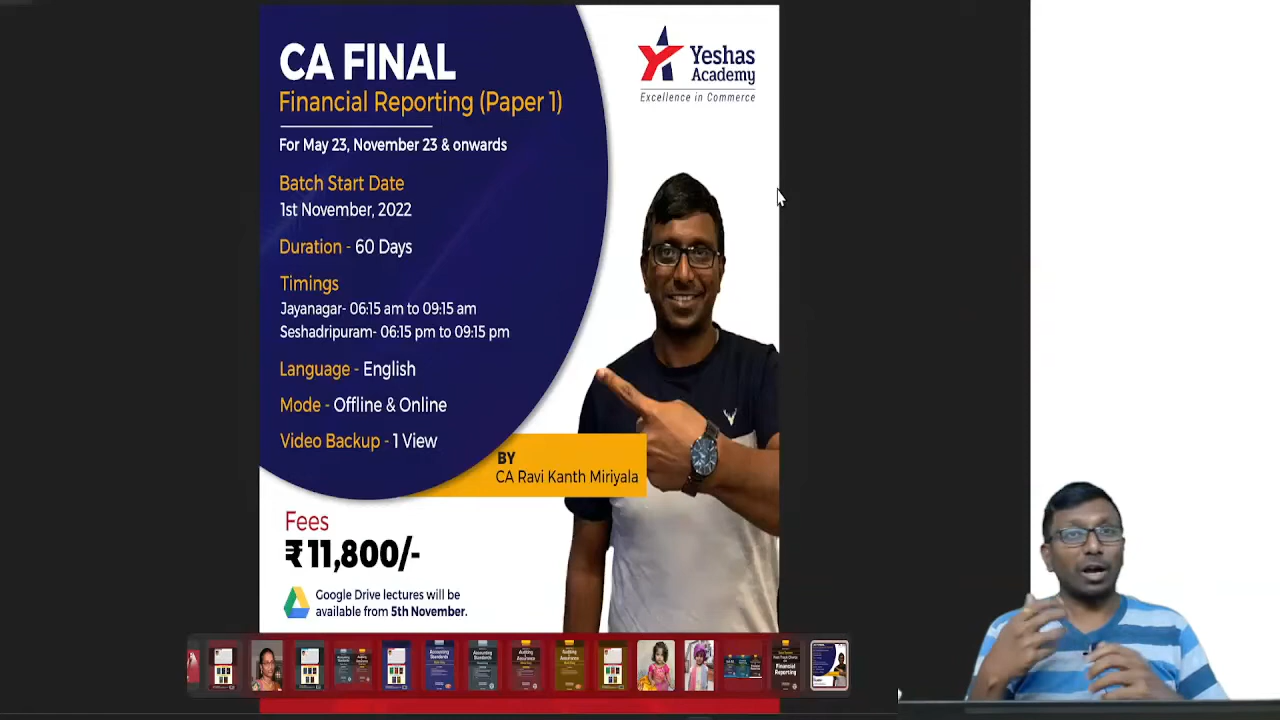 CA FINAL
Financial Reporting (Paper 1)
For May 23, November 23 & onwards
Batch Start Date
1st November, 2022
Duration - 60 Days
Timings
Jayanagar- 06:15 am to 09:15 am
Seshadripuram- 06:15 pm to 09:15 pm
Language - English
Mode - Offline & Online
Video Backup - 1 View
BY
CA Ravi Kanth Miriyala
Fees
₹ 11,800/-
Google Drive lectures will be
available from 5th November.
Yeshas
Academy
Excellence in Commerce